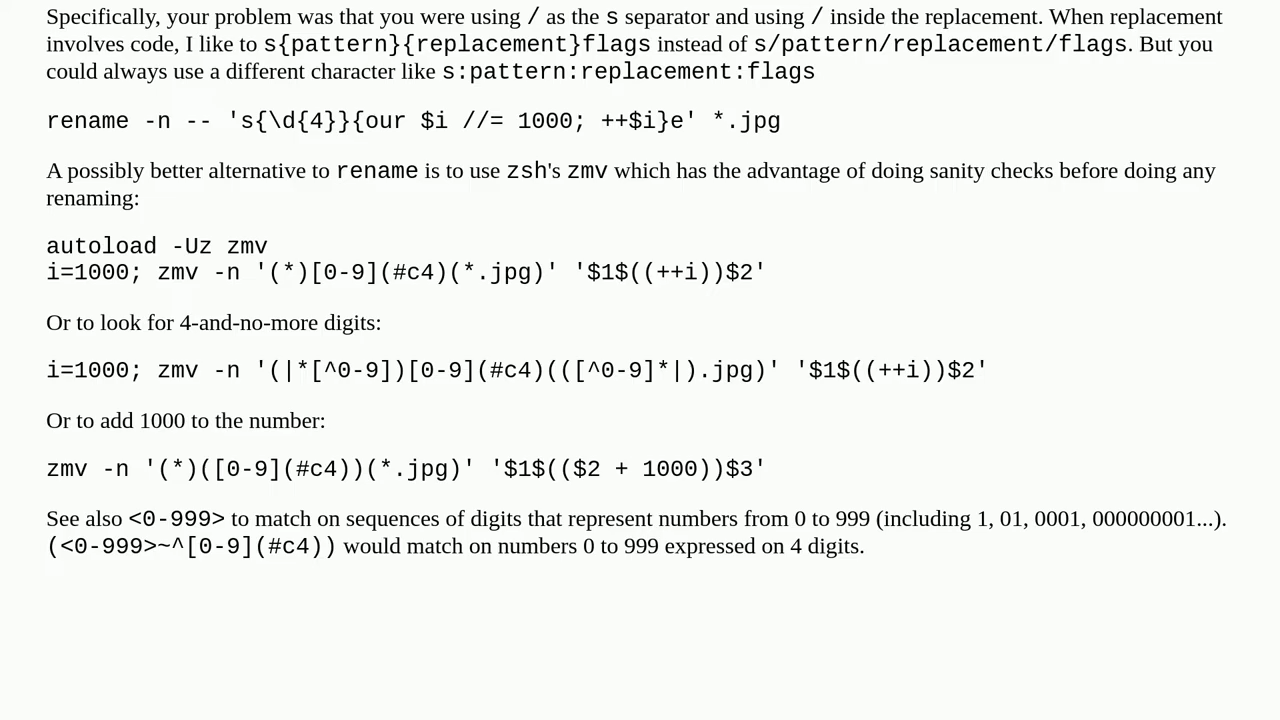 Specifically, your problem was that you were using / as the s separator and using / inside the replacement. When replacement
involves code, I like to s{pattern}{replacement}flags instead of s/pattern/replacement/flags. But you
could always use a different character like s:pattern:replacement:flags
rename -n -- 's{\d{4}}{our $i //= 1000; ++$i}e' *.jpg
A possibly better alternative to rename is to use zsh's zmv which has the advantage of doing sanity checks before doing any
renaming:
autoload -Uz zmv
i=1000; zmv -n '(*)[0-9](#c4)(*.jpg)' '$1$((++i))$2'
Or to look for 4-and-no-more digits:
i=1000; zmv -n '(|*[^0-9])[0-9](#c4)(([^0-9]*|).jpg)' '$1$((++i))$2'
Or to add 1000 to the number:
zmv -n '(*)([0-9](#c4))(*.jpg)' '$1$(($2 + 1000))$3'
See also <0-999> to match on sequences of digits that represent numbers from 0 to 999 (including 1, 01, 0001, 000000001...).
(<0-999>~^[0-9](#c4)) would match on numbers 0 to 999 expressed on 4 digits.